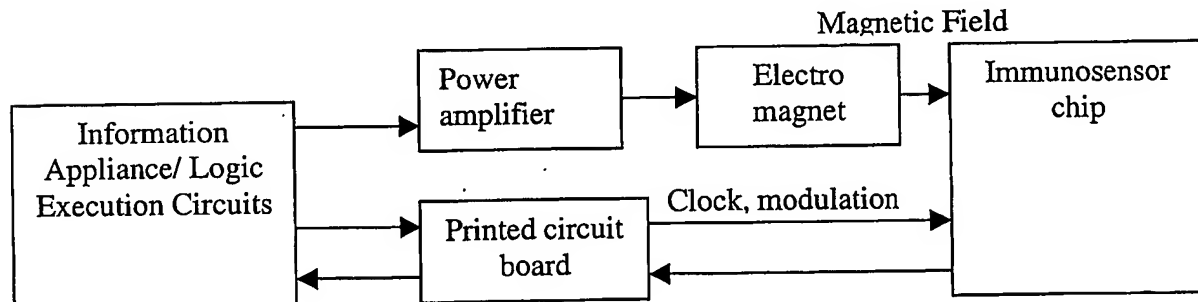 Magnetic Field
Power
amplifier
Electro
magnet
Immunosensor
chip
Information
Appliance/ Logic
Execution Circuits
Clock, modulation
Printed circuit
board